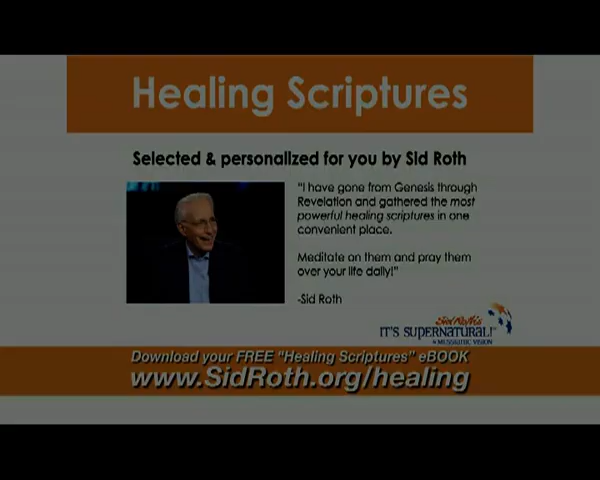 Healing Scriptures
Selected & personalized for you by Sid Roth
"I have gone from Genesis through
Revelation and gathered the most
powerful healing scriptures in one
convenient place.
Meditate on them and pray them
over your life daily!"
-Sid Roth
Sid Roth's
IT'S SUPERNATURAL!
A MESSIANIC VISION
Download your FREE "Healing Scriptures" eBOOK
www.SidRoth.org/healing